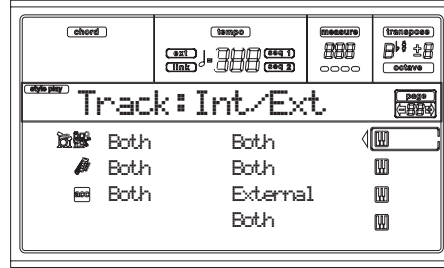 chord tempo measure transpose
ext ♩= seq 1
link seq 2
octave
style play
Track:Int/Ext page
Both Both
Both Both
acc Both External
Both